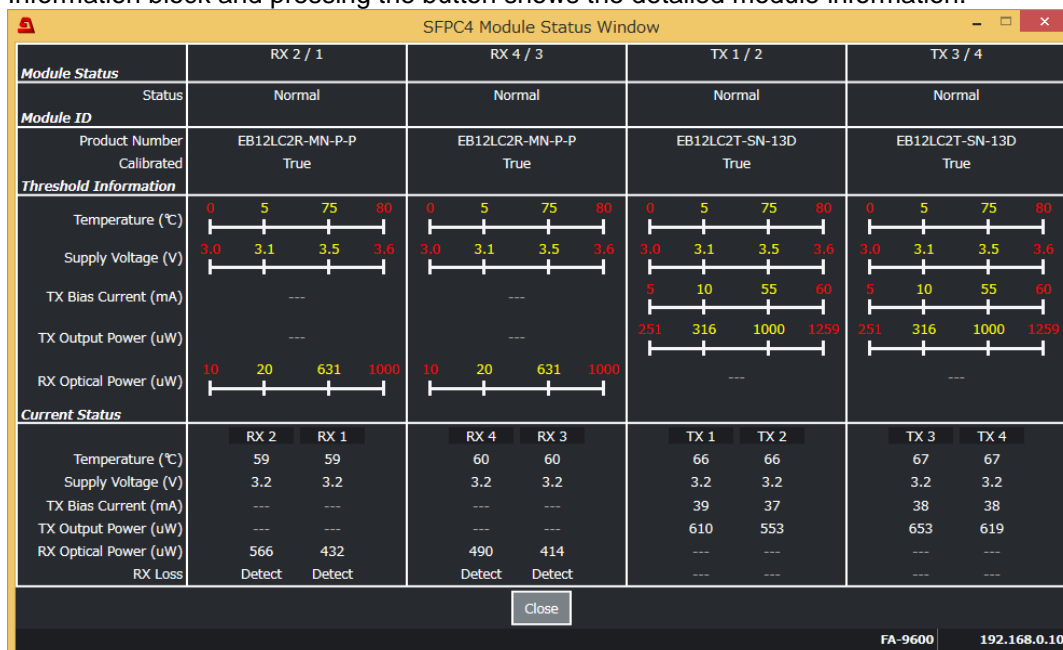 information block and pressing the button shows the detailed module information.
SFPC4 Module Status Window
RX 2 / 1 RX 4 / 3 TX 1 / 2 TX 3 / 4
Module Status
Status Normal Normal Normal Normal
Module ID
Product Number EB12LC2R-MN-P-P EB12LC2R-MN-P-P EB12LC2T-SN-13D EB12LC2T-SN-13D
Calibrated True True True True
Threshold Information
Temperature (℃) 0 5 75 80 0 5 75 80 0 5 75 80 0 5 75 80
Supply Voltage (V) 3.0 3.1 3.5 3.6 3.0 3.1 3.5 3.6 3.0 3.1 3.5 3.6 3.0 3.1 3.5 3.6
TX Bias Current (mA) --- --- 5 10 55 60 5 10 55 60
TX Output Power (uW) --- --- 251 316 1000 1259 251 316 1000 1259
RX Optical Power (uW) 10 20 631 1000 10 20 631 1000 --- ---
Current Status
RX 2 RX 1 RX 4 RX 3 TX 1 TX 2 TX 3 TX 4
Temperature (℃) 59 59 60 60 66 66 67 67
Supply Voltage (V) 3.2 3.2 3.2 3.2 3.2 3.2 3.2 3.2
TX Bias Current (mA) --- --- --- --- 39 37 38 38
TX Output Power (uW) --- --- --- --- 610 553 653 619
RX Optical Power (uW) 566 432 490 414 --- --- --- ---
RX Loss Detect Detect Detect Detect --- --- --- ---
Close
FA-9600 192.168.0.10